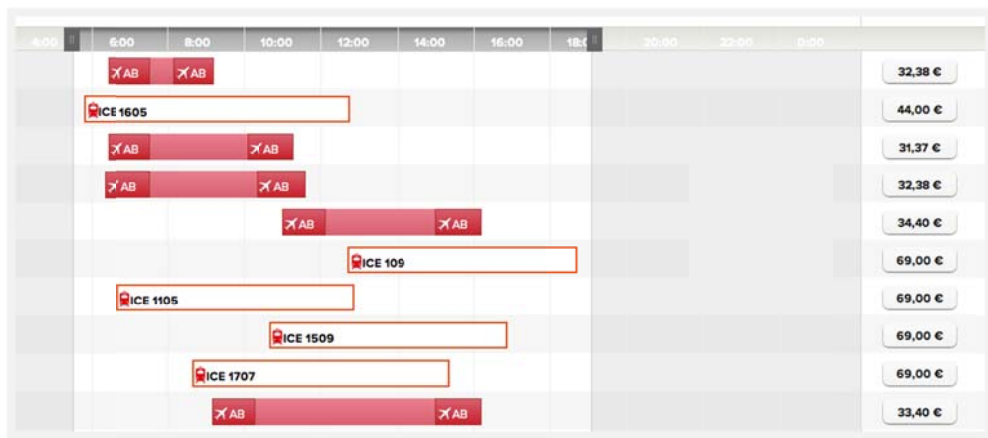 4:00 6:00 8:00 10:00 12:00 14:00 16:00 18:0 20:00 22:00 0:00
AB AB 32,38 €
ICE 1605 44,00 €
AB AB 31,37 €
AB AB 32,38 €
AB AB 34,40 €
ICE 109 69,00 €
ICE 1105 69,00 €
ICE 1509 69,00 €
ICE 1707 69,00 €
AB AB 33,40 €